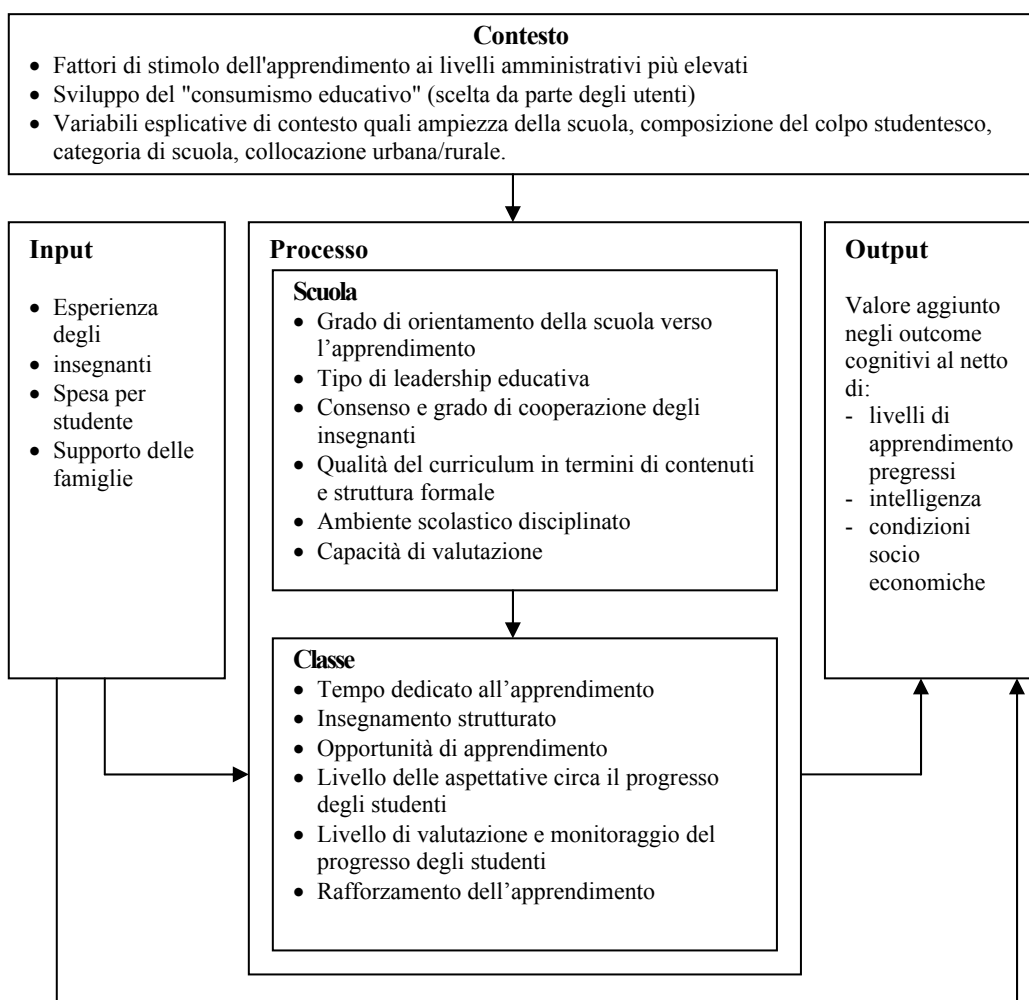 Contesto
• Fattori di stimolo dell'apprendimento ai livelli amministrativi più elevati
• Sviluppo del "consumismo educativo" (scelta da parte degli utenti)
• Variabili esplicative di contesto quali ampiezza della scuola, composizione del colpo studentesco,
categoria di scuola, collocazione urbana/rurale.
Input
• Esperienza
degli
• insegnanti
• Spesa per
studente
• Supporto delle
famiglie
Processo
Scuola
• Grado di orientamento della scuola verso
l’apprendimento
• Tipo di leadership educativa
• Consenso e grado di cooperazione degli
insegnanti
• Qualità del curriculum in termini di contenuti
e struttura formale
• Ambiente scolastico disciplinato
• Capacità di valutazione
Classe
• Tempo dedicato all’apprendimento
• Insegnamento strutturato
• Opportunità di apprendimento
• Livello delle aspettative circa il progresso
degli studenti
• Livello di valutazione e monitoraggio del
progresso degli studenti
• Rafforzamento dell’apprendimento
Output
Valore aggiunto
negli outcome
cognitivi al netto
di:
- livelli di
apprendimento
pregressi
- intelligenza
- condizioni
socio
economiche